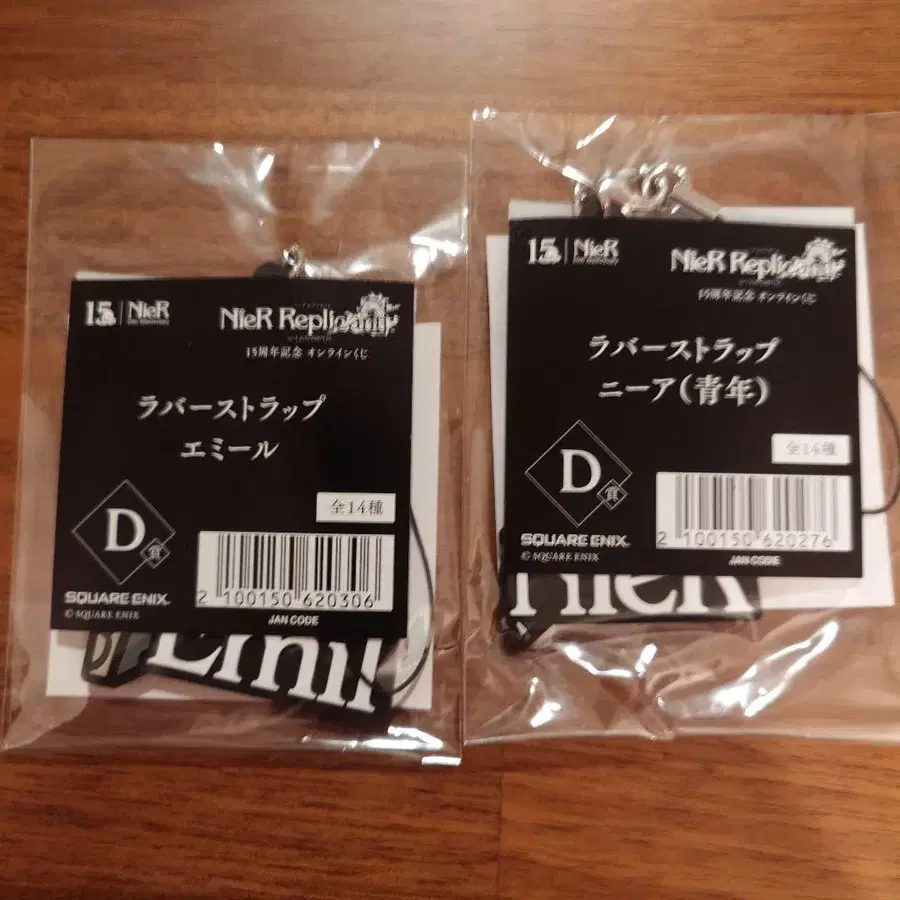 15 | NieR
NieR Replicant
15周年記念 オンラインくじ
ラバーストラップ
エミール
全14種
D賞
SQUARE ENIX
© SQUARE ENIX
2 100150 620306
JAN CODE
Emil
15 | NieR
NieR Replicant
15周年記念 オンラインくじ
ラバーストラップ
ニーア(青年)
全14種
D賞
SQUARE ENIX
© SQUARE ENIX
2 100150 620276
JAN CODE
NieR